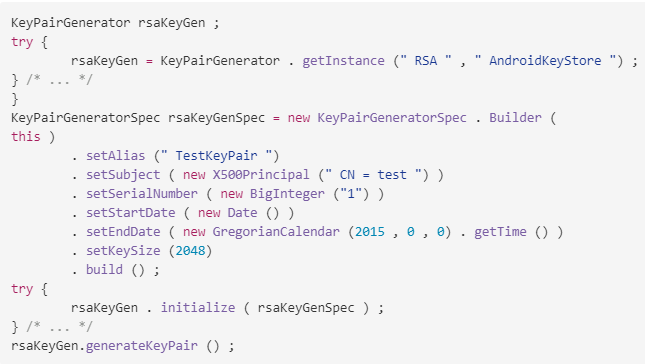 KeyPairGenerator rsaKeyGen ;
try {
rsaKeyGen = KeyPairGenerator . getInstance (" RSA " , " AndroidKeyStore ") ;
} /* ... */
}
KeyPairGeneratorSpec rsaKeyGenSpec = new KeyPairGeneratorSpec . Builder (
this )
. setAlias (" TestKeyPair ")
. setSubject ( new X500Principal (" CN = test ") )
. setSerialNumber ( new BigInteger ("1") )
. setStartDate ( new Date () )
. setEndDate ( new GregorianCalendar (2015 , 0 , 0) . getTime () )
. setKeySize (2048)
. build () ;
try {
rsaKeyGen . initialize ( rsaKeyGenSpec ) ;
} /* ... */
rsaKeyGen.generateKeyPair () ;